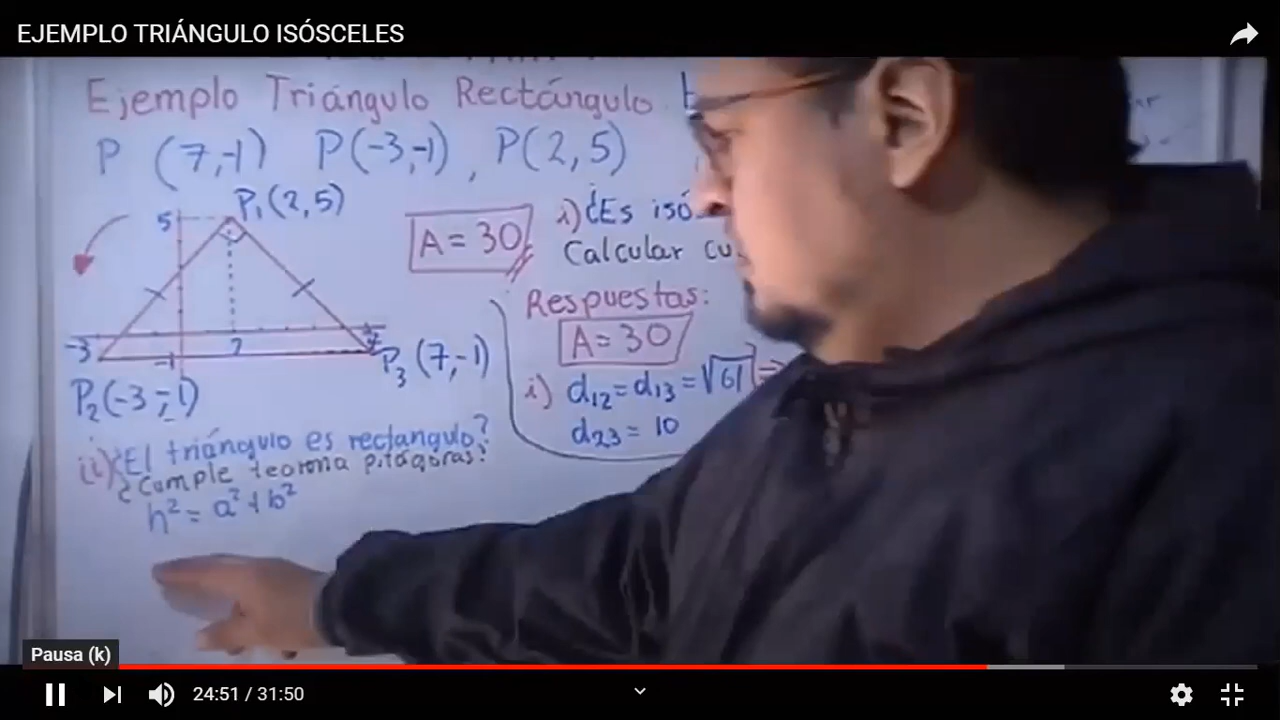 EJEMPLO TRIÁNGULO ISÓSCELES
Ejemplo Triángulo Rectángulo
P (7,-1) P(-3,-1), P(2,5)
5 P₁(2,5)
A = 30
i) ¿Es isó
Calcular cu
-3 -1 2 7
P₂(-3,-1)
P₃(7,-1)
Respuestas:
A = 30
i) d₁₂=d₁₃=√61 ⇒
d₂₃= 10
ii) ¿El triángulo es rectangulo?
¿Cumple teorema pitágoras?
h² = a² + b²
Pausa (k)
24:51 / 31:50